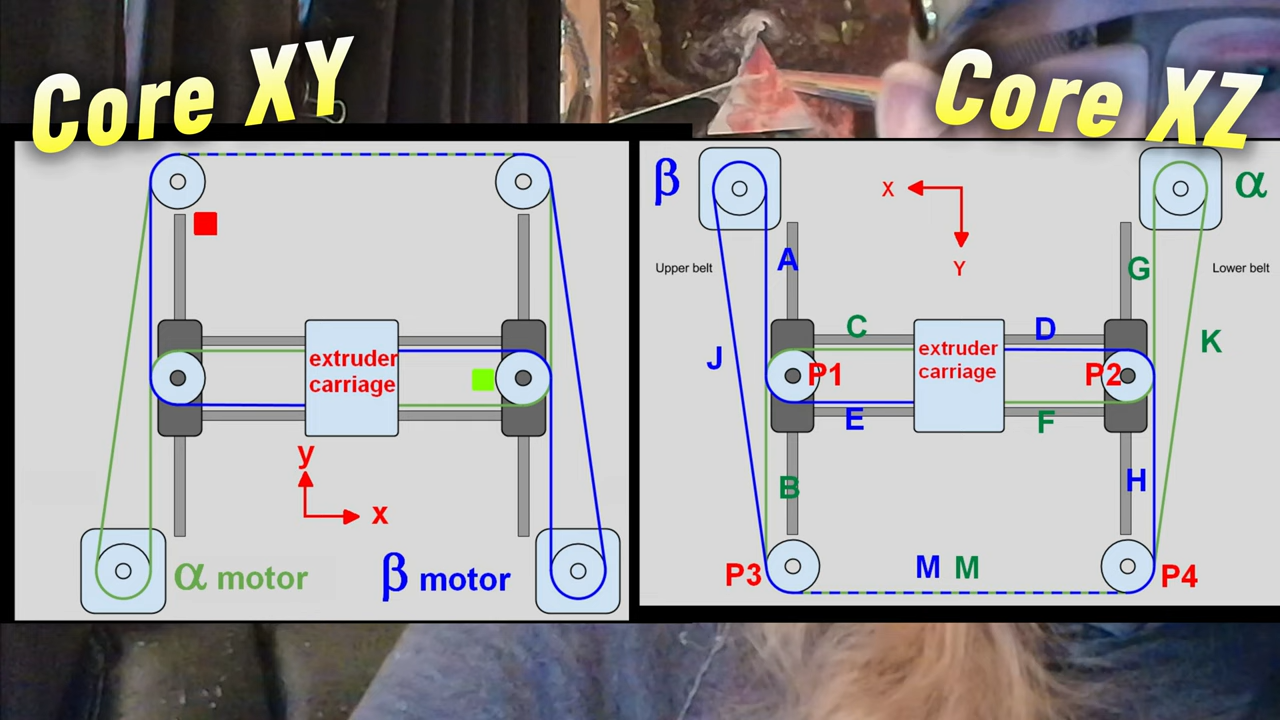 Core XY
Core XZ
extruder
carriage
y
x
α motor
β motor
β
α
X
Y
Upper belt
Lower belt
A
G
C
D
J
K
extruder
carriage
P1
P2
E
F
B
H
P3
M M
P4